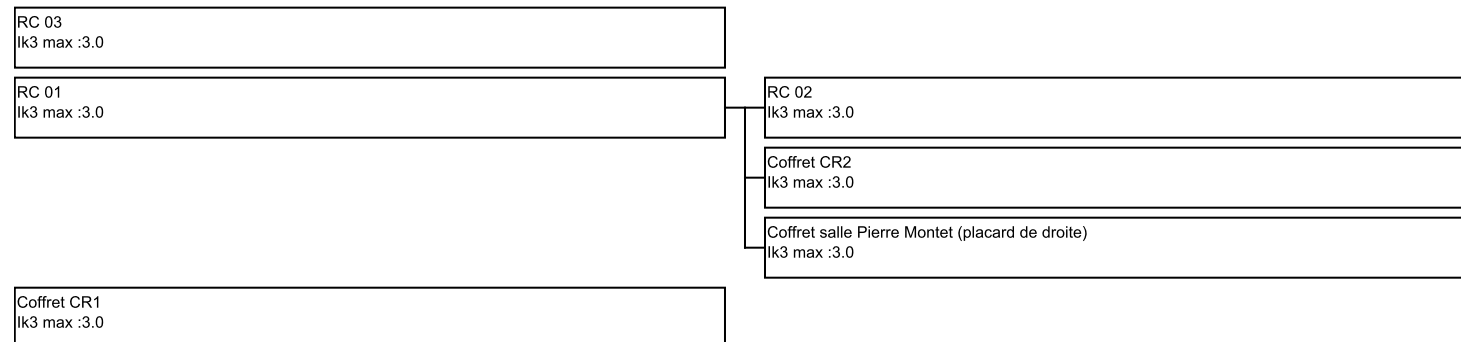 RC 03
Ik3 max :3.0
RC 01
Ik3 max :3.0
RC 02
Ik3 max :3.0
Coffret CR2
Ik3 max :3.0
Coffret salle Pierre Montet (placard de droite)
Ik3 max :3.0
Coffret CR1
Ik3 max :3.0